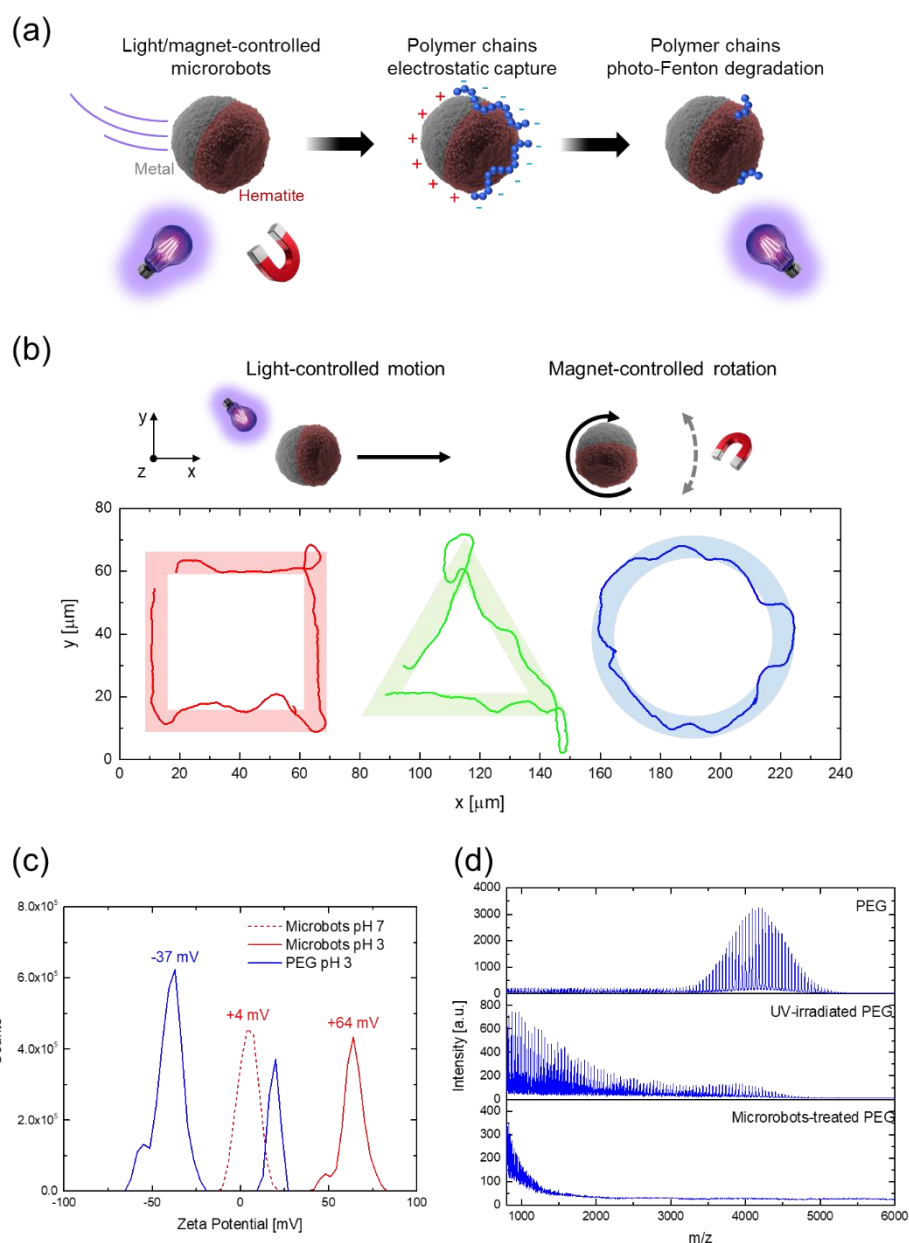 (a)
Light/magnet-controlled
microrobots
Polymer chains
electrostatic capture
Polymer chains
photo-Fenton degradation
Metal
Hematite
+ + + + +
- - - - - - - -
(b)
Light-controlled motion
Magnet-controlled rotation
y
z
x
80
60
40
20
0
y [μm]
0 20 40 60 80 100 120 140 160 180 200 220 240
x [μm]
(c)
8.0x10⁵
6.0x10⁵
4.0x10⁵
2.0x10⁵
0.0
-37 mV
+4 mV
+64 mV
Microbots pH 7
Microbots pH 3
PEG pH 3
-100 -50 0 50 100
Zeta Potential [mV]
(d)
4000
3000
2000
1000
0
PEG
800
600
400
200
0
UV-irradiated PEG
Intensity [a.u.]
400
300
200
100
0
Microrobots-treated PEG
1000 2000 3000 4000 5000 6000
m/z